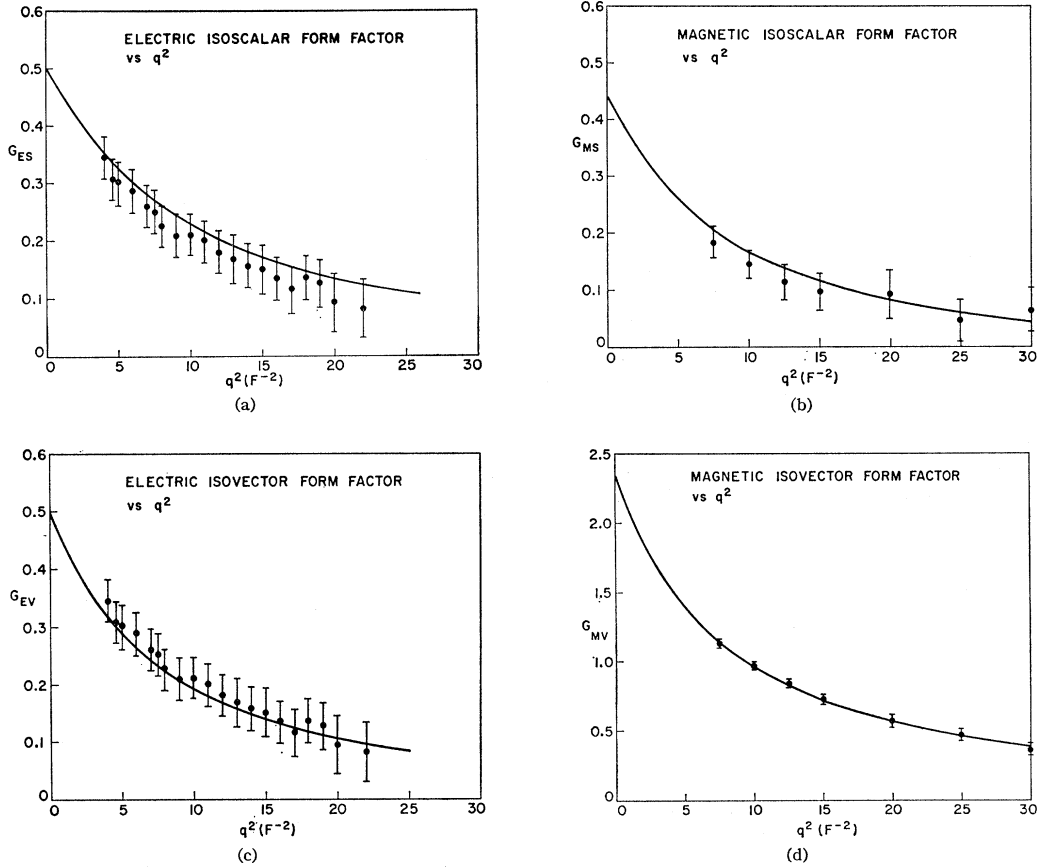 0.6
ELECTRIC ISOSCALAR FORM FACTOR
vs q²
0.5
0.4
G_ES
0.3
0.2
0.1
0
0 5 10 15 20 25 30
q² (F⁻²)
(a)
0.6
MAGNETIC ISOSCALAR FORM FACTOR
vs q²
0.5
0.4
G_MS
0.3
0.2
0.1
0
0 5 10 15 20 25 30
q² (F⁻²)
(b)
0.6
ELECTRIC ISOVECTOR FORM FACTOR
vs q²
0.5
0.4
G_EV
0.3
0.2
0.1
0
0 5 10 15 20 25 30
q² (F⁻²)
(c)
2.5
MAGNETIC ISOVECTOR FORM FACTOR
vs q²
2.0
1.5
G_MV
1.0
0.5
0
0 5 10 15 20 25 30
q² (F⁻²)
(d)